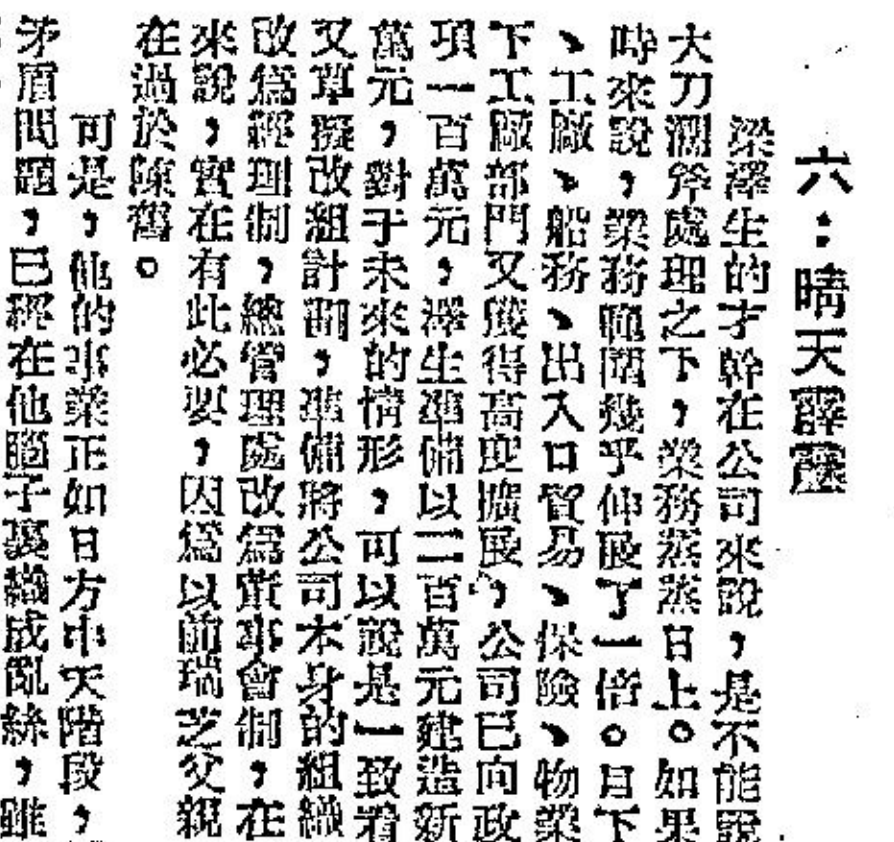 六：晴天霹靂
梁澤生的才幹在公司來說，是不能說
大刀濶斧處理之下，業務蒸蒸日上。如果
時來說，業務範圍幾乎伸展了一倍。目下
、工廠、船務、出入口貿易、保險、物業
下工廠部門又獲得高度擴展，公司已向政
項一百萬元，澤生準備以二百萬元建造新
萬元，對于未來的情形，可以說是一致看
又草擬改組計劃，準備將公司本身的組織
改爲經理制，總管理處改爲董事會制，在
來說，實在有此必要，因爲以前瑞芝父親
在過於陳舊。
可是，他的事業正如日方中天階段，
矛盾問題，已經在他腦子裏織成亂絲，雖